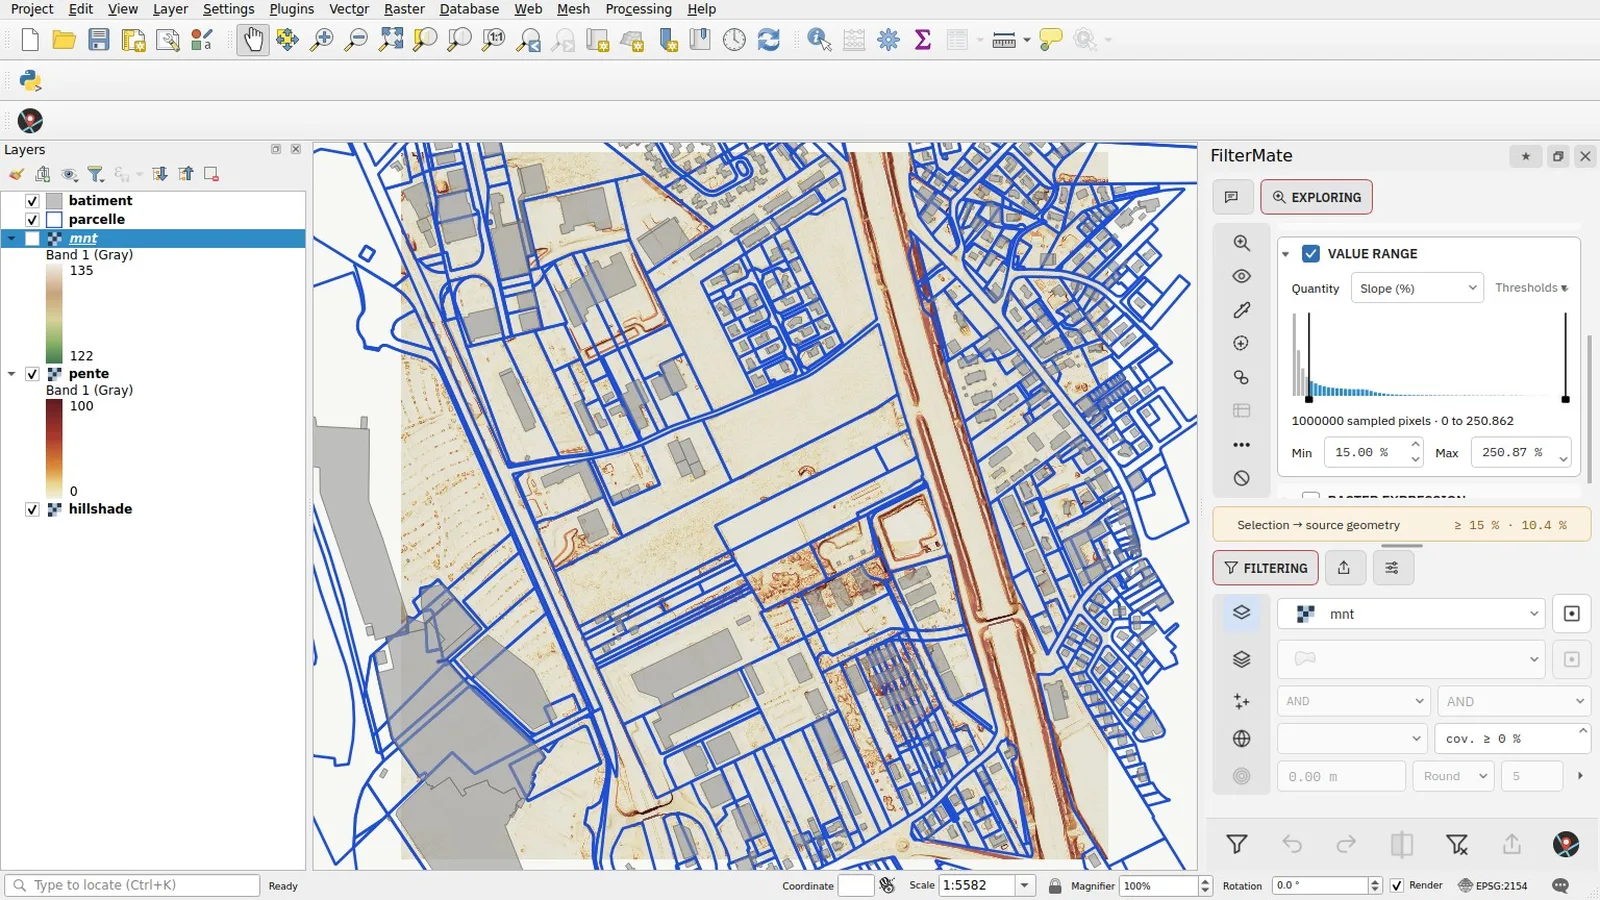 Project Edit View Layer Settings Plugins Vector Raster Database Web Mesh Processing Help
Layers
batiment
parcelle
mnt
Band 1 (Gray)
135
122
pente
Band 1 (Gray)
100
0
hillshade
FilterMate
EXPLORING
VALUE RANGE
Quantity Slope (%) Thresholds
1000000 sampled pixels · 0 to 250.862
Min 15.00 % Max 250.87 %
RASTER EXPRESSION
Selection → source geometry ≥ 15 % · 10.4 %
FILTERING
mnt
AND AND
cov. ≥ 0 %
0.00 m Round 5
Type to locate (Ctrl+K) Ready Coordinate Scale 1:5582 Magnifier 100% Rotation 0.0 ° Render EPSG:2154